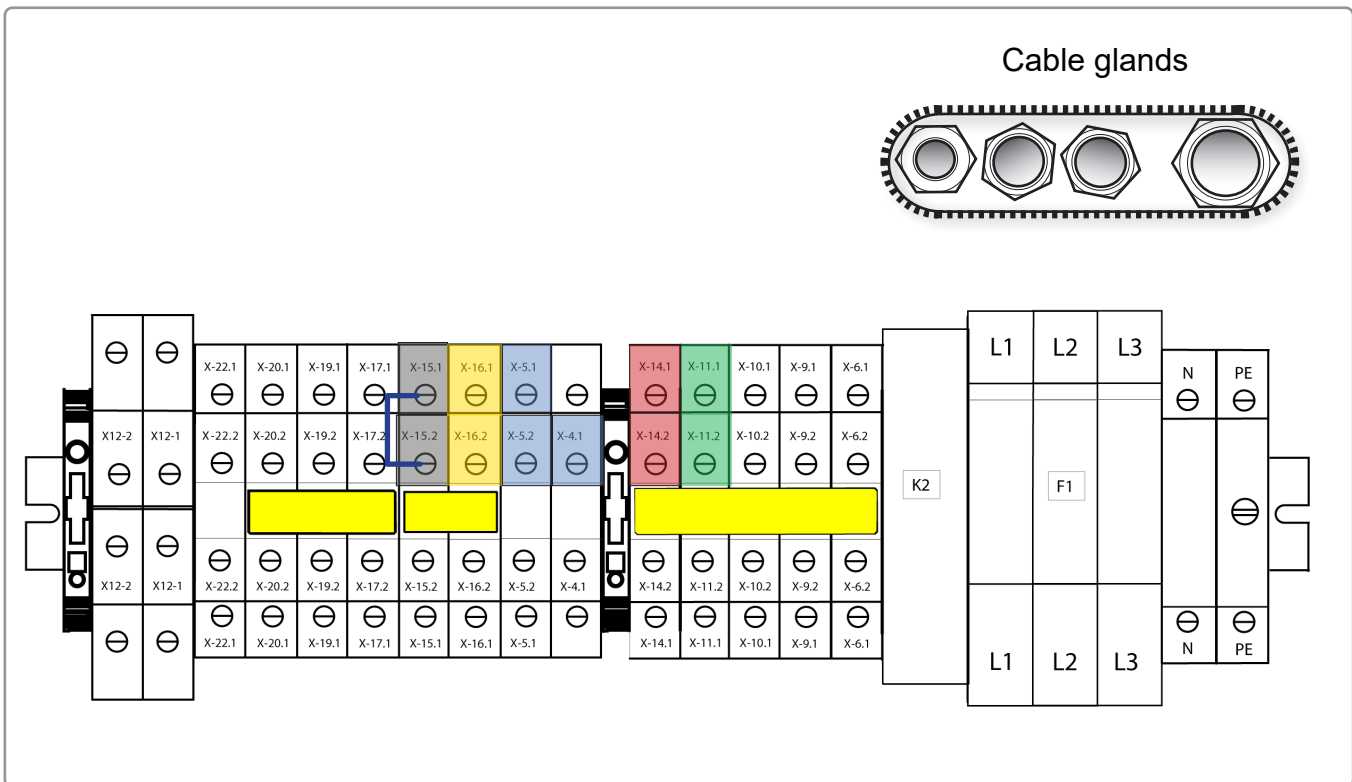 Cable glands
L1 L2 L3
X-22.1 X-20.1 X-19.1 X-17.1 X-15.1 X-16.1 X-5.1 X-14.1 X-11.1 X-10.1 X-9.1 X-6.1 N PE
X12-2 X12-1 X-22.2 X-20.2 X-19.2 X-17.2 X-15.2 X-16.2 X-5.2 X-4.1 X-14.2 X-11.2 X-10.2 X-9.2 X-6.2
K2 F1
X12-2 X12-1 X-22.2 X-20.2 X-19.2 X-17.2 X-15.2 X-16.2 X-5.2 X-4.1 X-14.2 X-11.2 X-10.2 X-9.2 X-6.2
X-22.1 X-20.1 X-19.1 X-17.1 X-15.1 X-16.1 X-5.1 X-14.1 X-11.1 X-10.1 X-9.1 X-6.1 N PE
L1 L2 L3